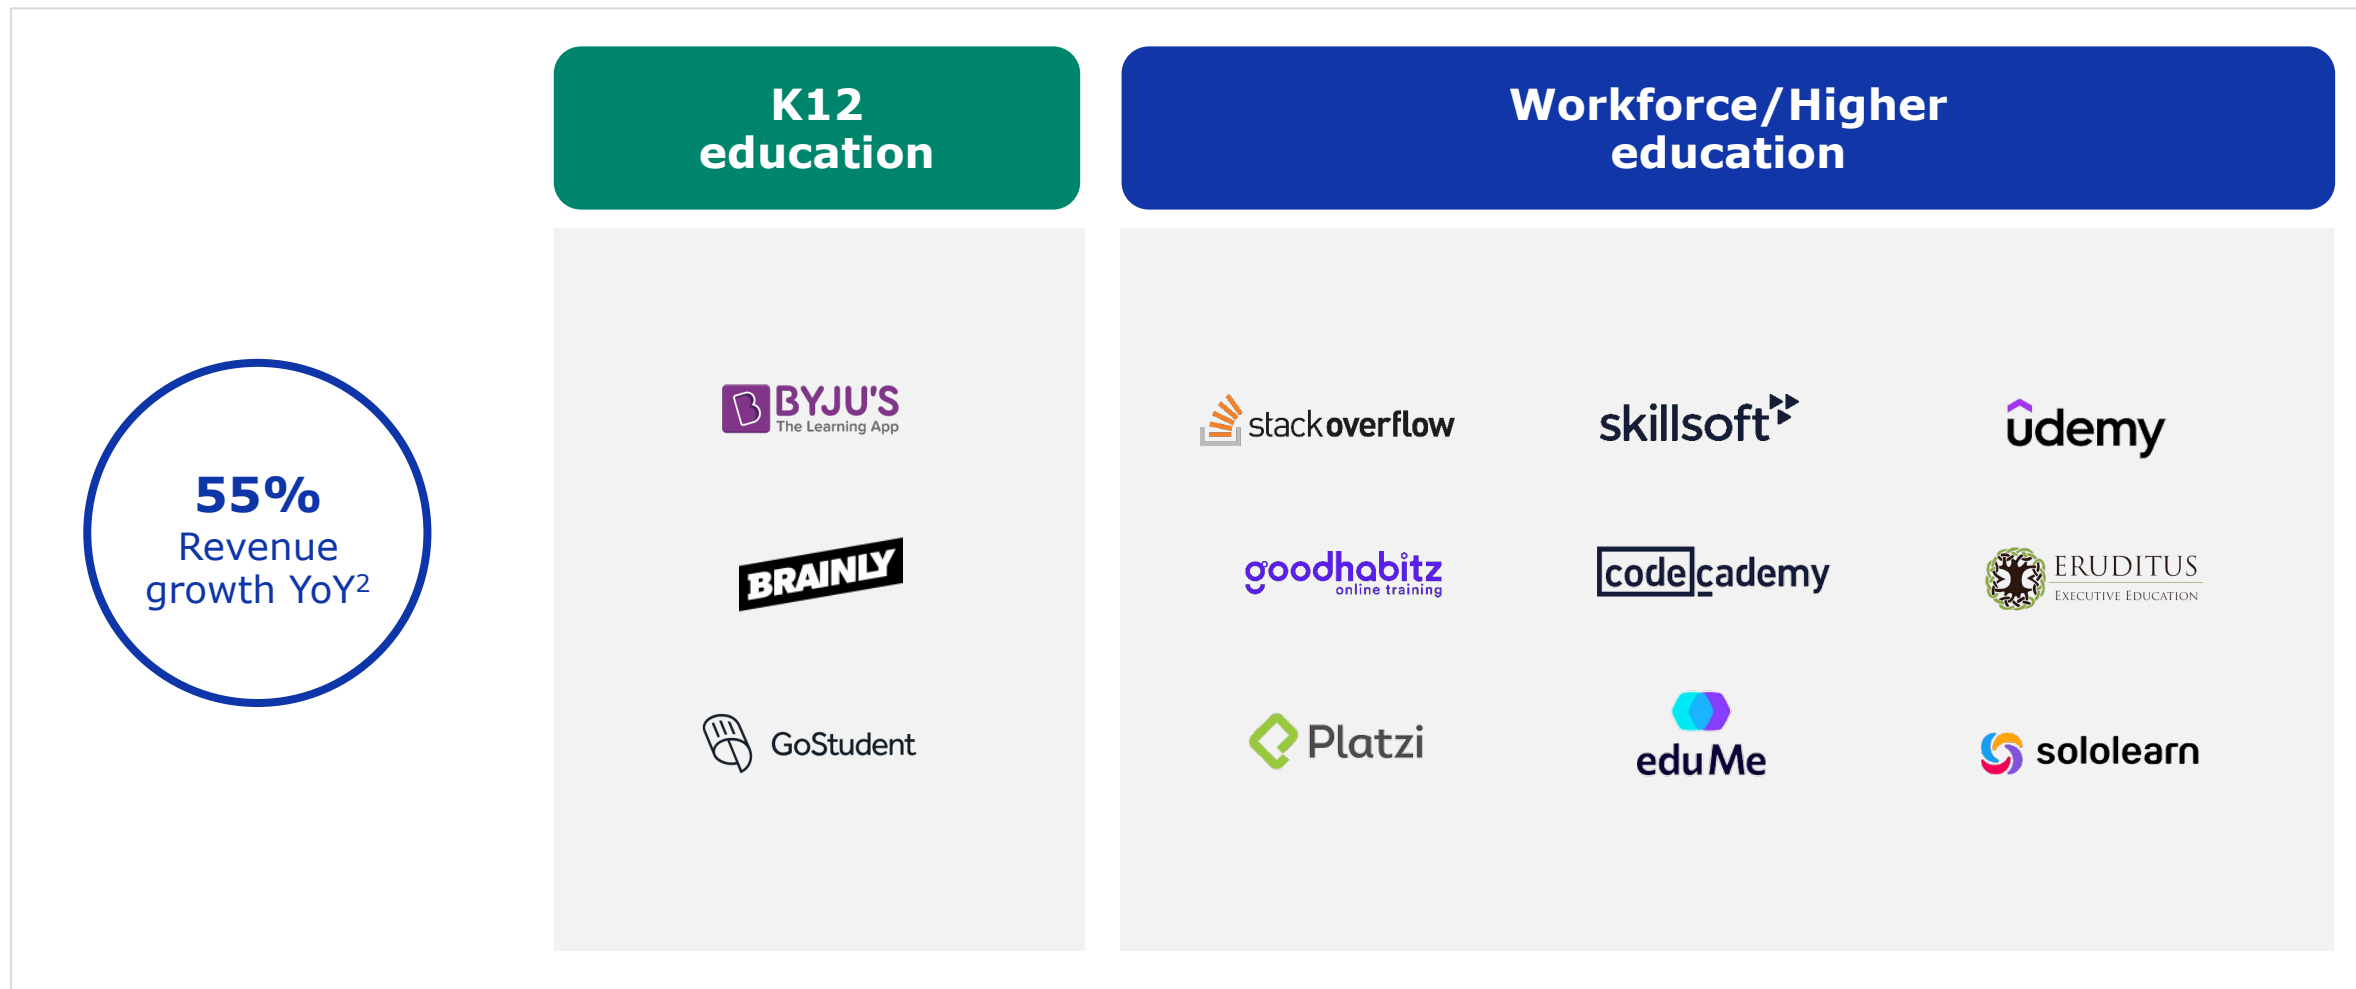 K12
education
Workforce/Higher
education
55%
Revenue
growth YoY2
BYJU'S
The Learning App
BRAINLY
GoStudent
stackoverflow
skillsoft
udemy
goodhabitz
online training
codecademy
ERUDITUS
EXECUTIVE EDUCATION
Platzi
eduMe
sololearn